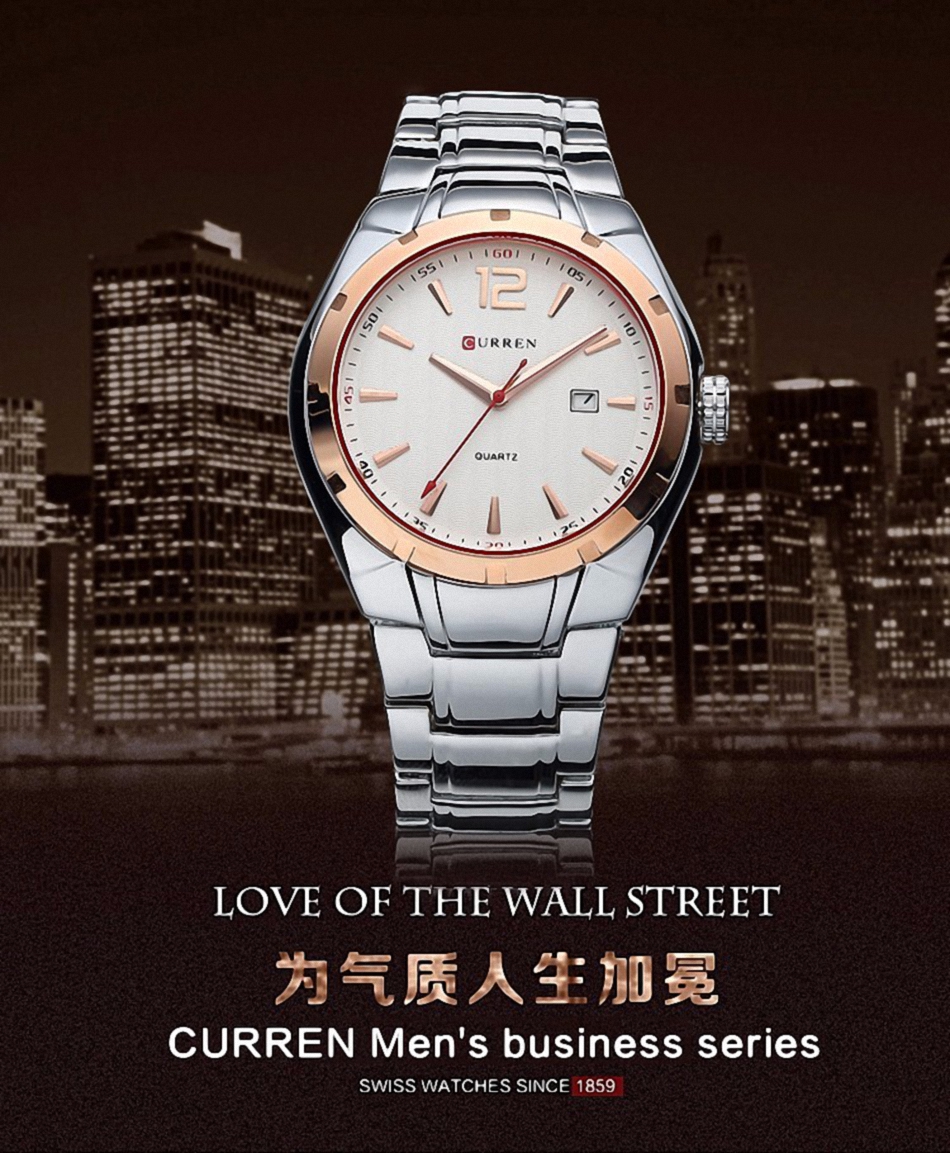 60
55
05
12
50
10
CURREN
45
7
15
QUARTZ
40
20
35
25
30
LOVE OF THE WALL STREET
为气质人生加冕
CURREN Men's business series
SWISS WATCHES SINCE 1859